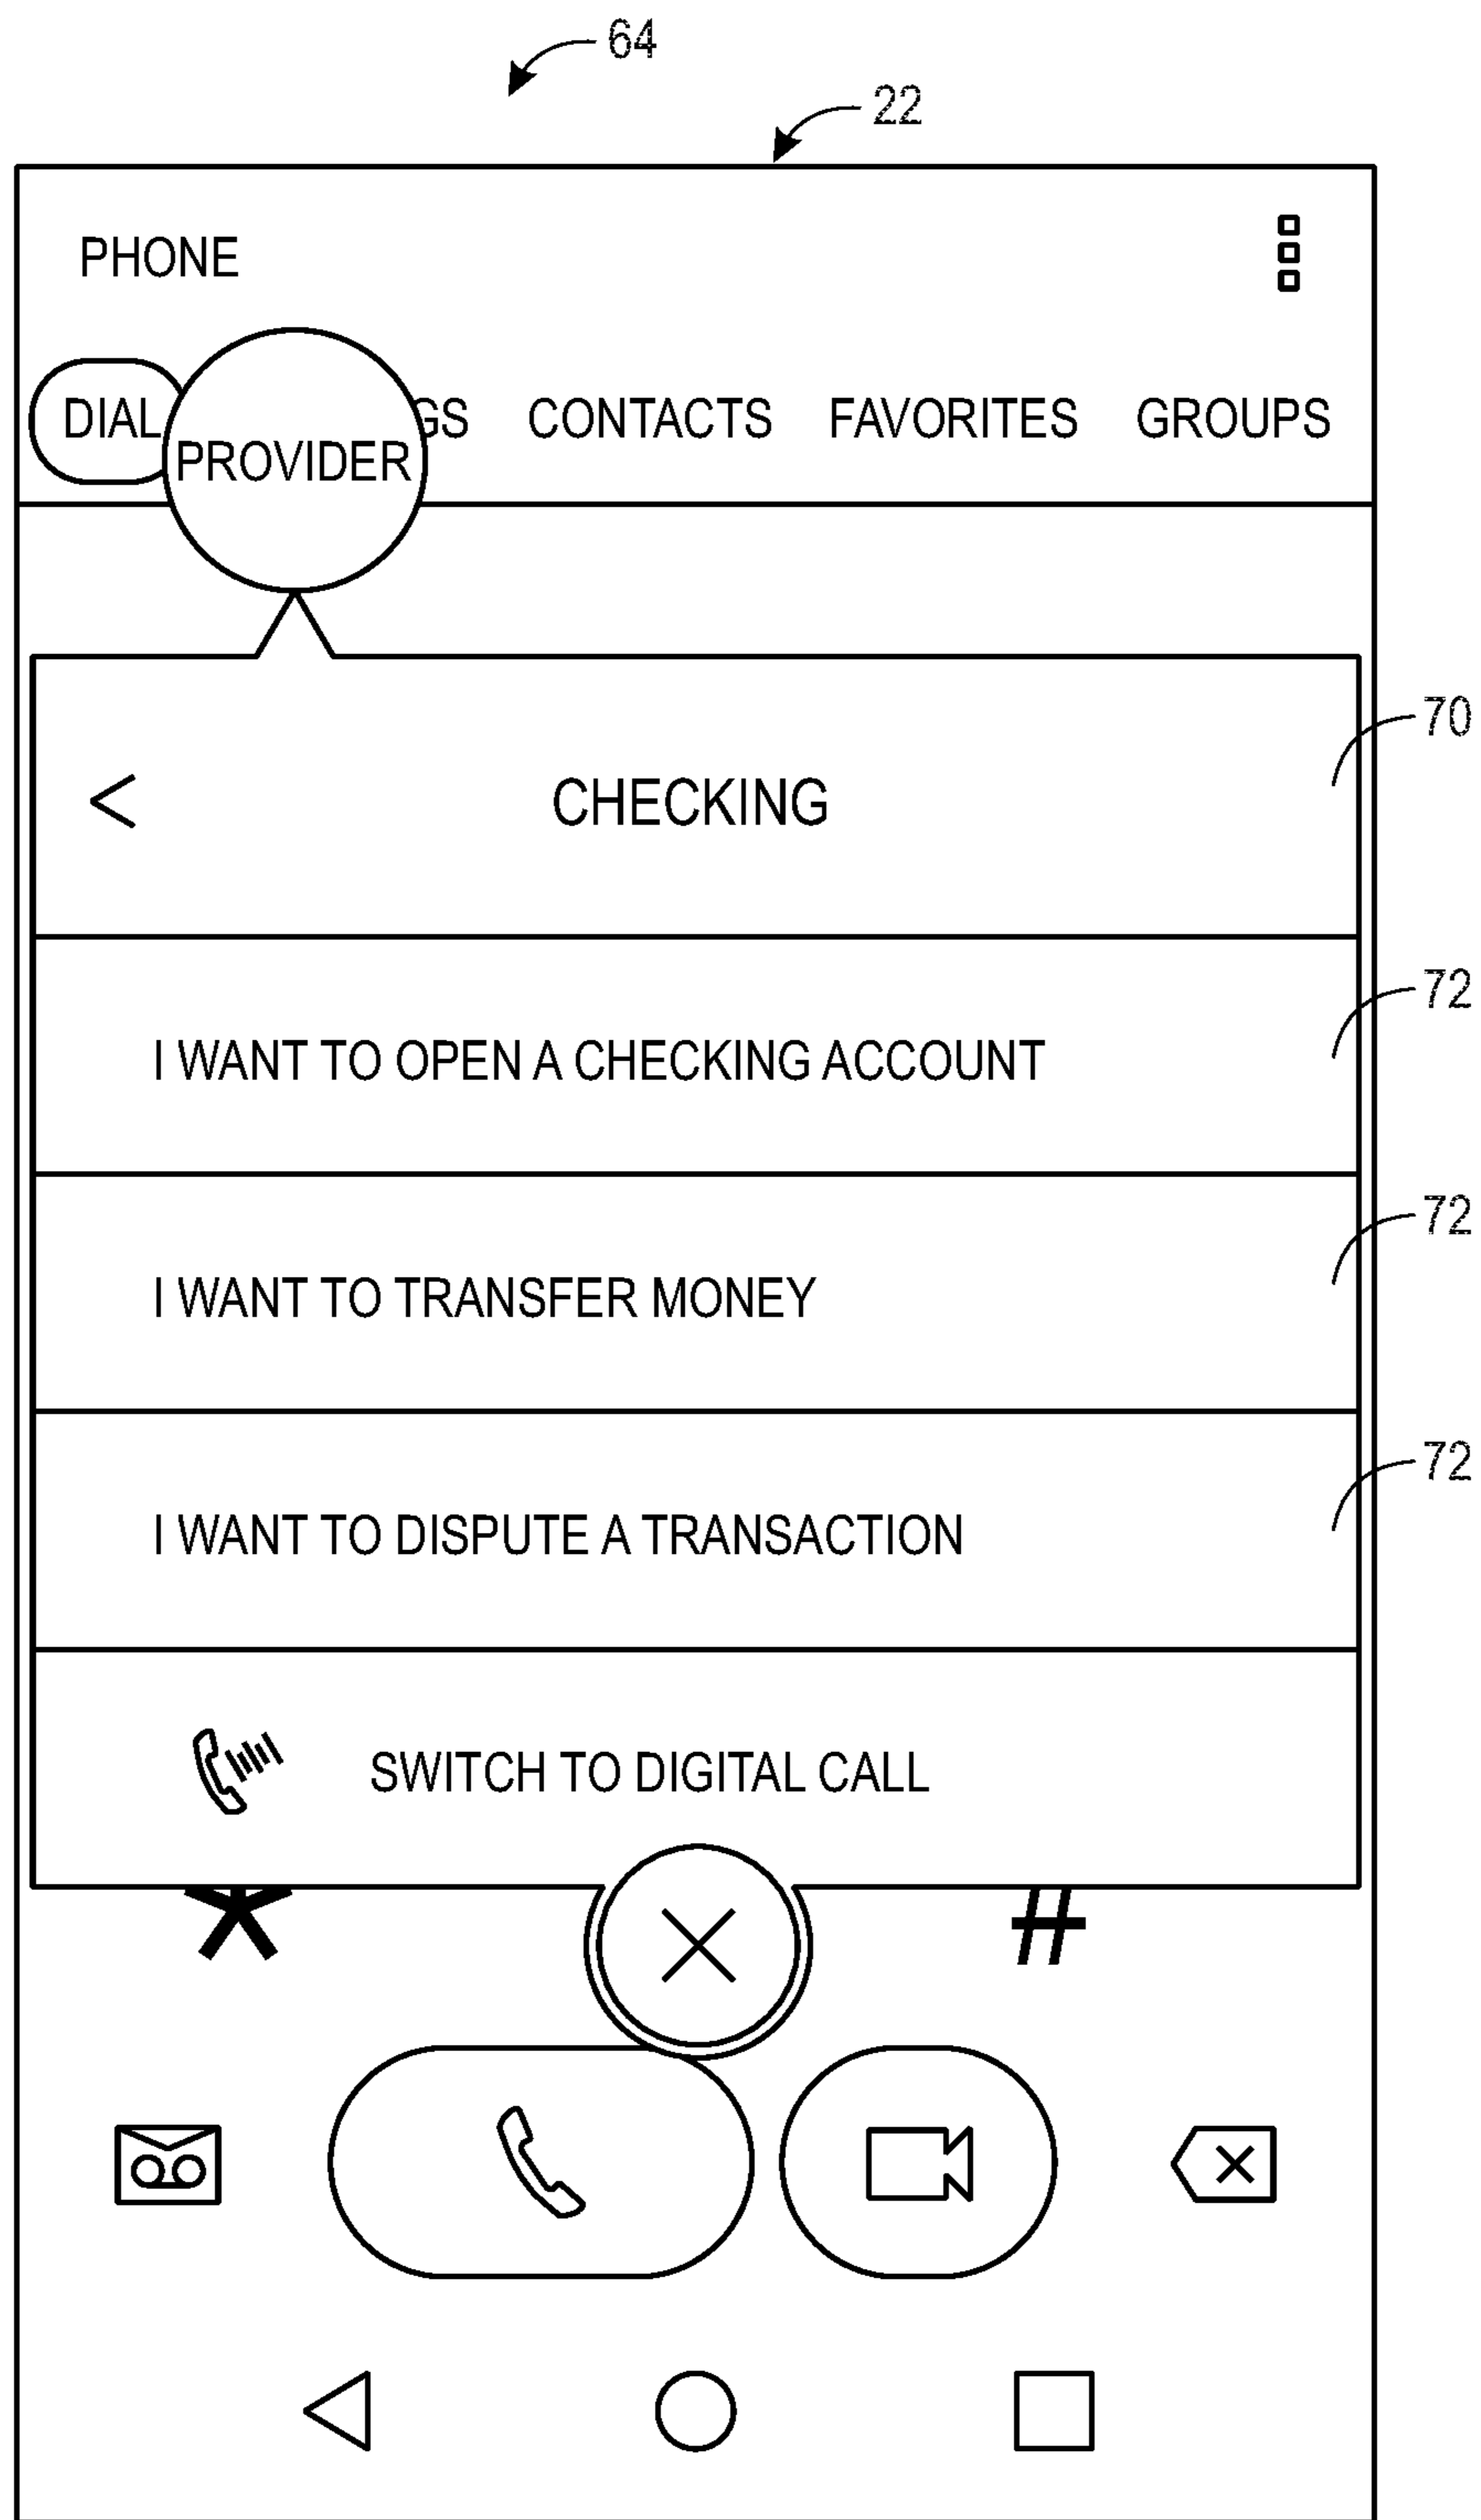 64
22
PHONE
DIAL GS CONTACTS FAVORITES GROUPS
PROVIDER
70
< CHECKING
72
I WANT TO OPEN A CHECKING ACCOUNT
72
I WANT TO TRANSFER MONEY
72
I WANT TO DISPUTE A TRANSACTION
SWITCH TO DIGITAL CALL
* #